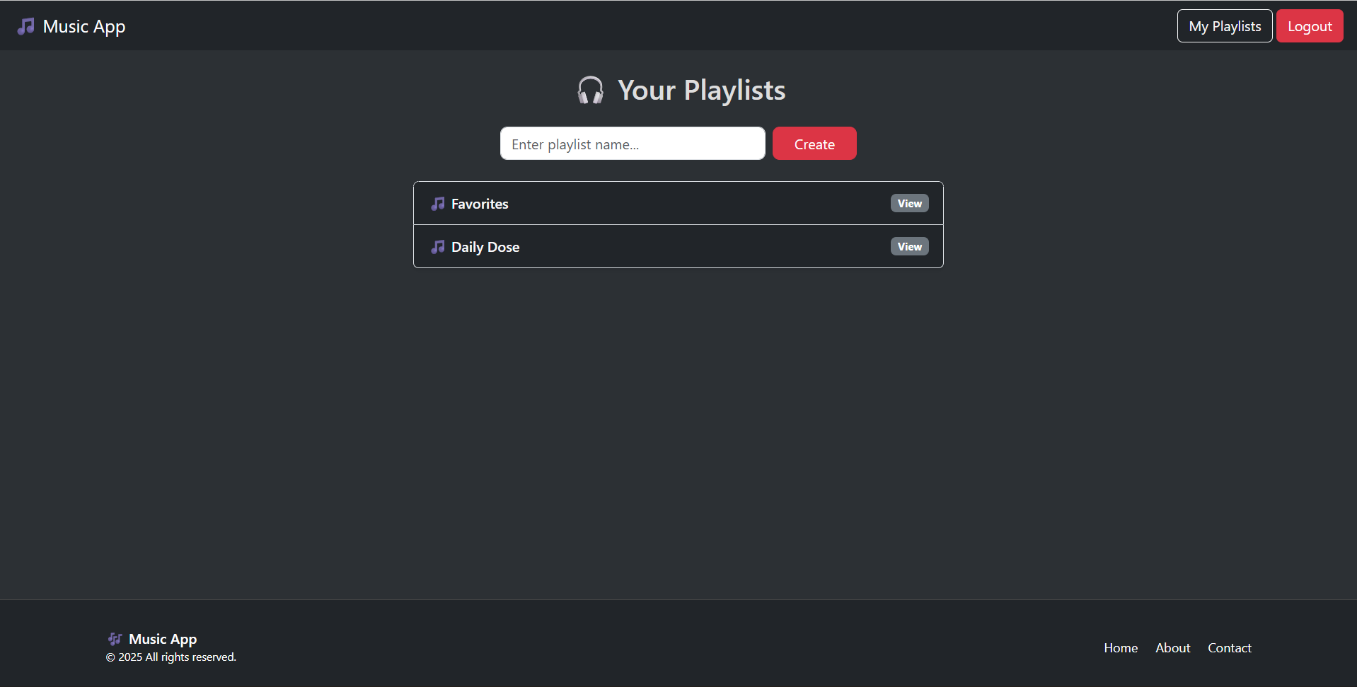 Music App
My Playlists
Logout
Your Playlists
Enter playlist name...
Create
Favorites
View
Daily Dose
View
Music App
© 2025 All rights reserved.
Home
About
Contact